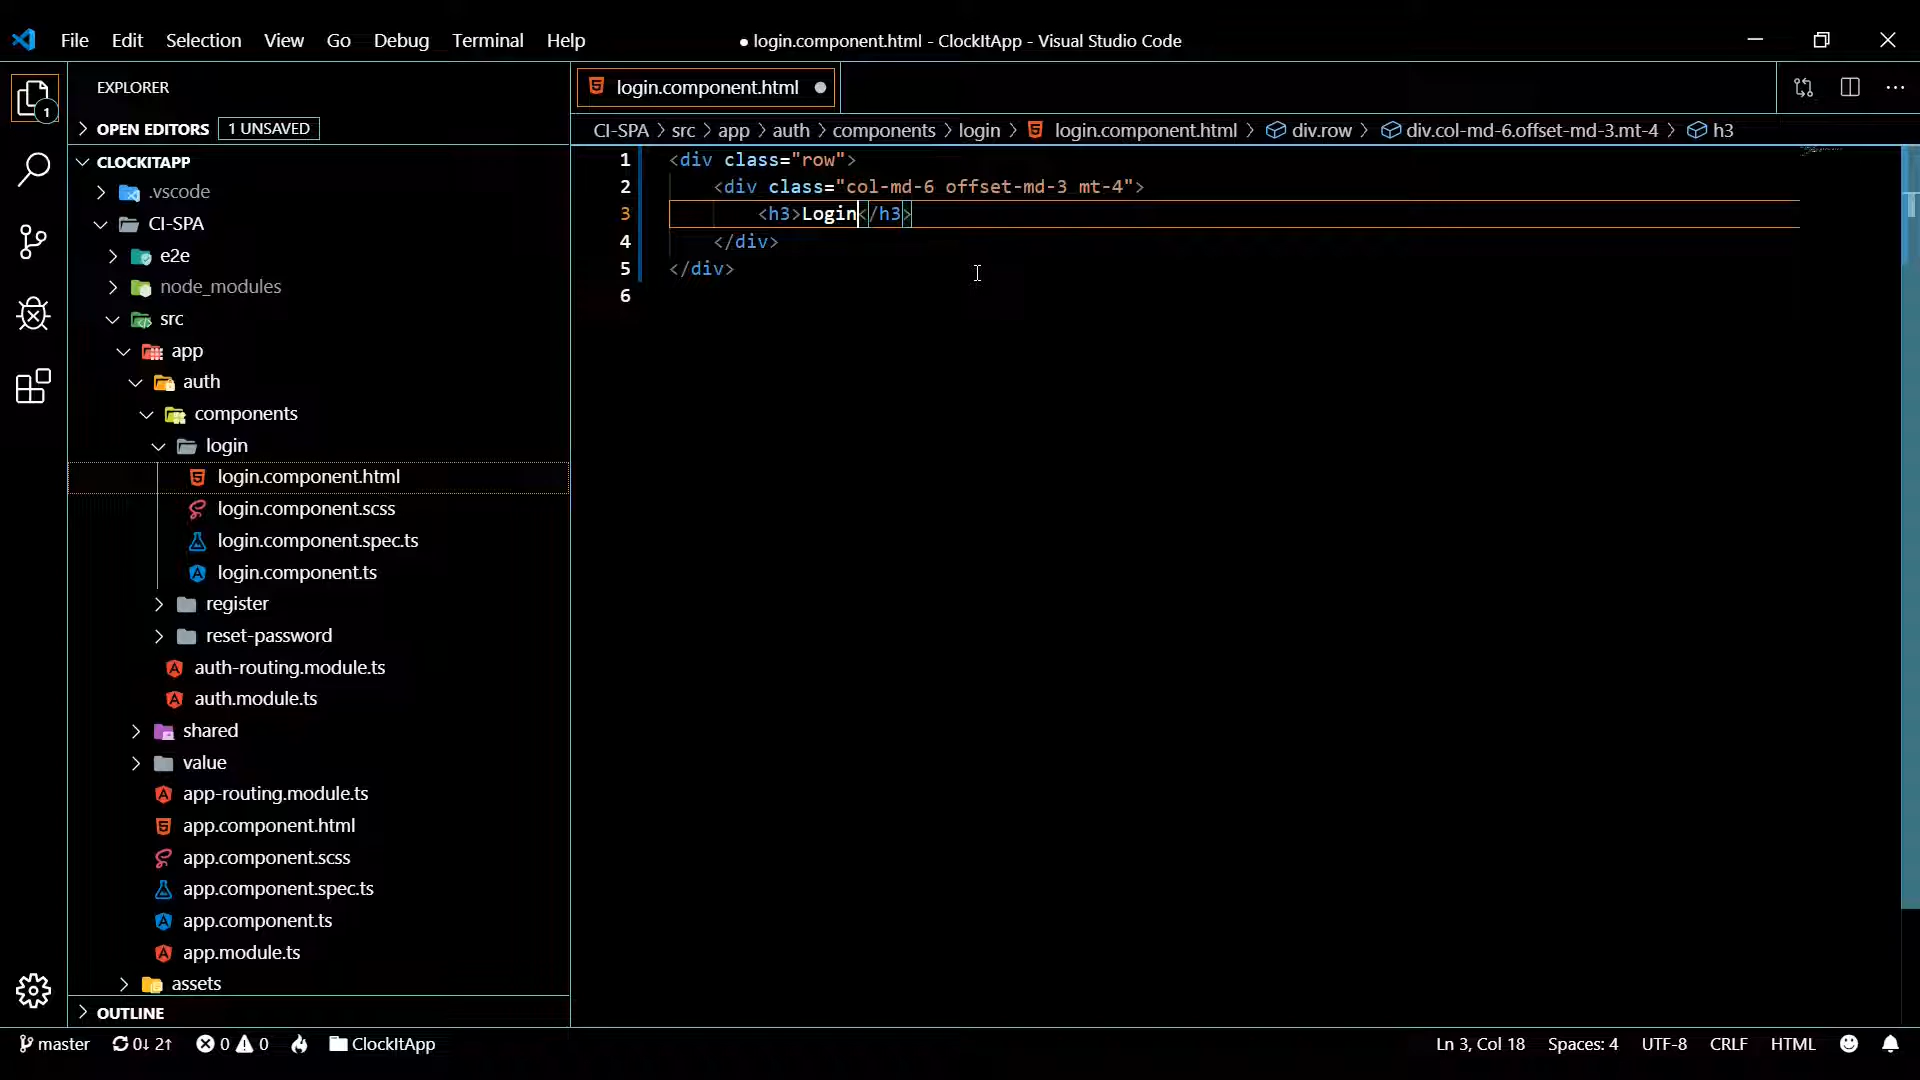 File Edit Selection View Go Debug Terminal Help
● login.component.html - ClockItApp - Visual Studio Code
EXPLORER
OPEN EDITORS 1 UNSAVED
CLOCKITAPP
.vscode
CI-SPA
e2e
node_modules
src
app
auth
components
login
login.component.html
login.component.scss
login.component.spec.ts
login.component.ts
register
reset-password
auth-routing.module.ts
auth.module.ts
shared
value
app-routing.module.ts
app.component.html
app.component.scss
app.component.spec.ts
app.component.ts
app.module.ts
assets
OUTLINE
1
login.component.html
CI-SPA > src > app > auth > components > login > login.component.html > div.row > div.col-md-6.offset-md-3.mt-4 > h3
1 <div class="row">
2 <div class="col-md-6 offset-md-3 mt-4">
3 <h3>Login</h3>
4 </div>
5 </div>
6
master 0↓ 2↑ 0 0 ClockItApp
Ln 3, Col 18 Spaces: 4 UTF-8 CRLF HTML